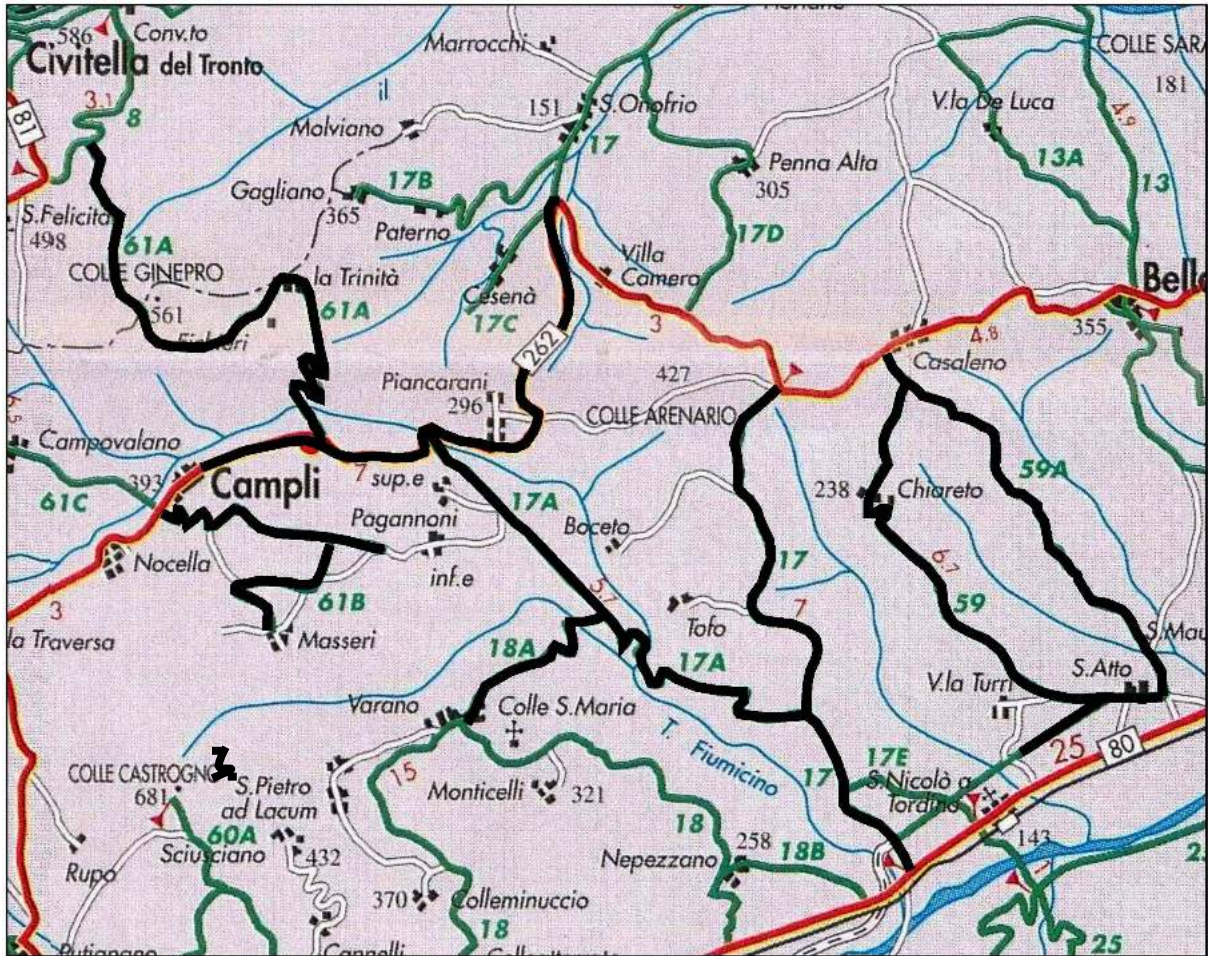 586
Conv.to
Civitella del Tronto
3.1
8
81
Marrocchi
il
151
S.Onofrio
Molviano
17
COLLE SAR
181
V.la De Luca
4.9
13A
13
Penna Alta
305
Gagliano
365
17B
Paterno
17D
S.Felicita
498
61A
COLLE GINEPRO
561
la Trinità
61A
Cesenà
17C
Villa
Camera
3
262
Bell
355
4.8
Casaleno
Piancarani
296
427
COLLE ARENARIO
6.5
Campovalano
393
Campli
7
sup.e
61C
Pagannoni
inf.e
17A
Boceto
238
Chiareto
59A
Nocella
3
la Traversa
61B
Masseri
5.7
17
7
6.7
59
Tofo
18A
17A
S.Mau
S.Atto
V.la Turri
Varano
Colle S.Maria
T. Fiumicino
25
80
17E
17
S.Nicolò a
Tordino
143
COLLE CASTROGNO
681
S.Pietro
ad Lacum
15
Monticelli
321
60A
Sciusciano
432
18
258
Nepezzano
18B
Rupo
370
Colleminuccio
18
Putignano
Cannelli
25